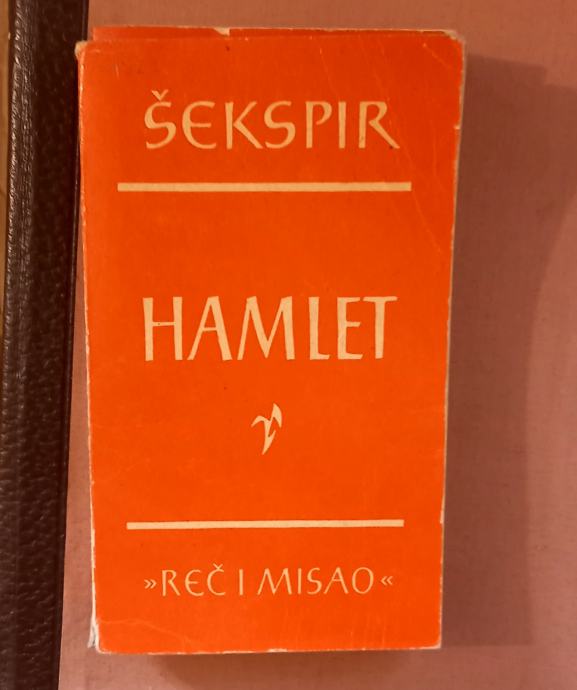 ŠEKSPIR
HAMLET
»REČ I MISAO«